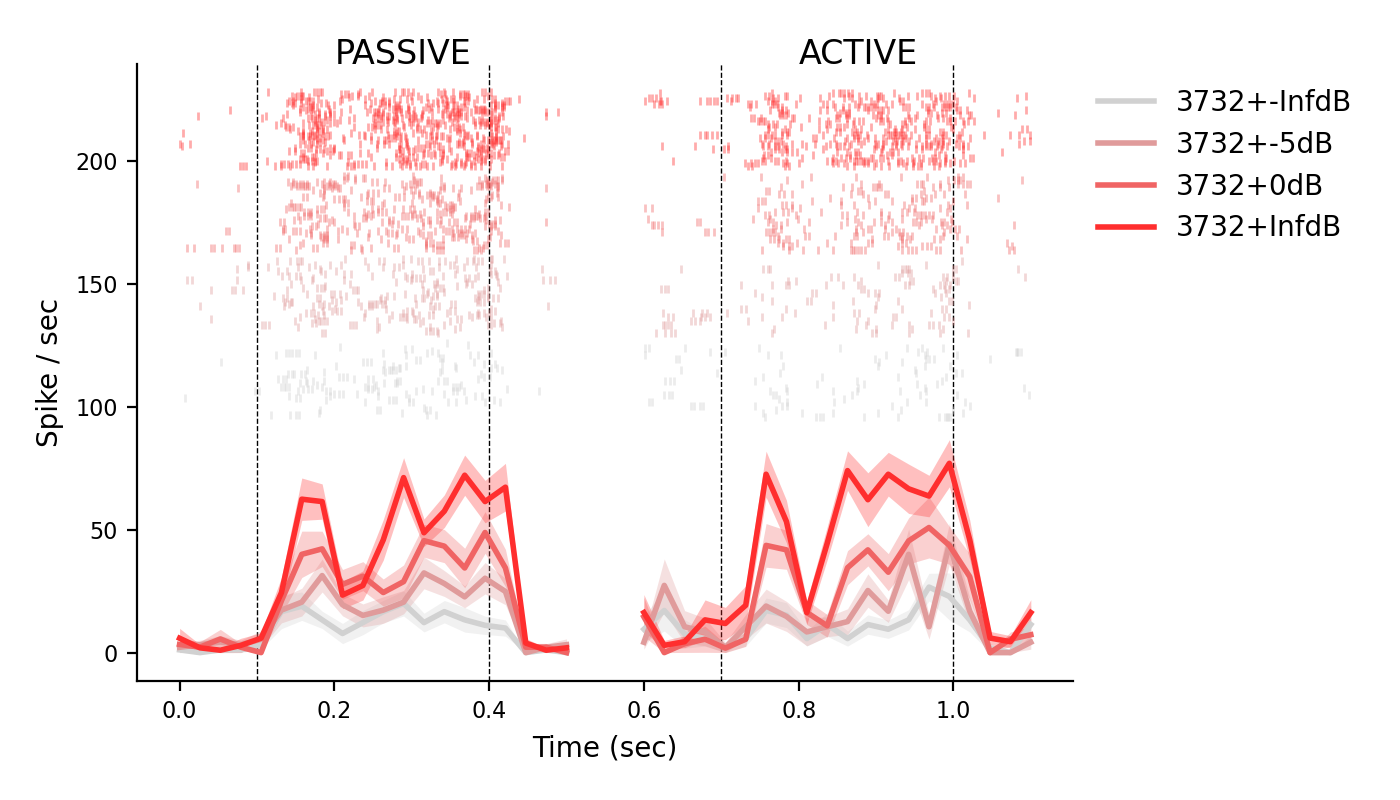 PASSIVE
ACTIVE
3732+-InfdB
3732+-5dB
3732+0dB
3732+InfdB
Spike / sec
200
150
100
50
0
0.0
0.2
0.4
0.6
0.8
1.0
Time (sec)